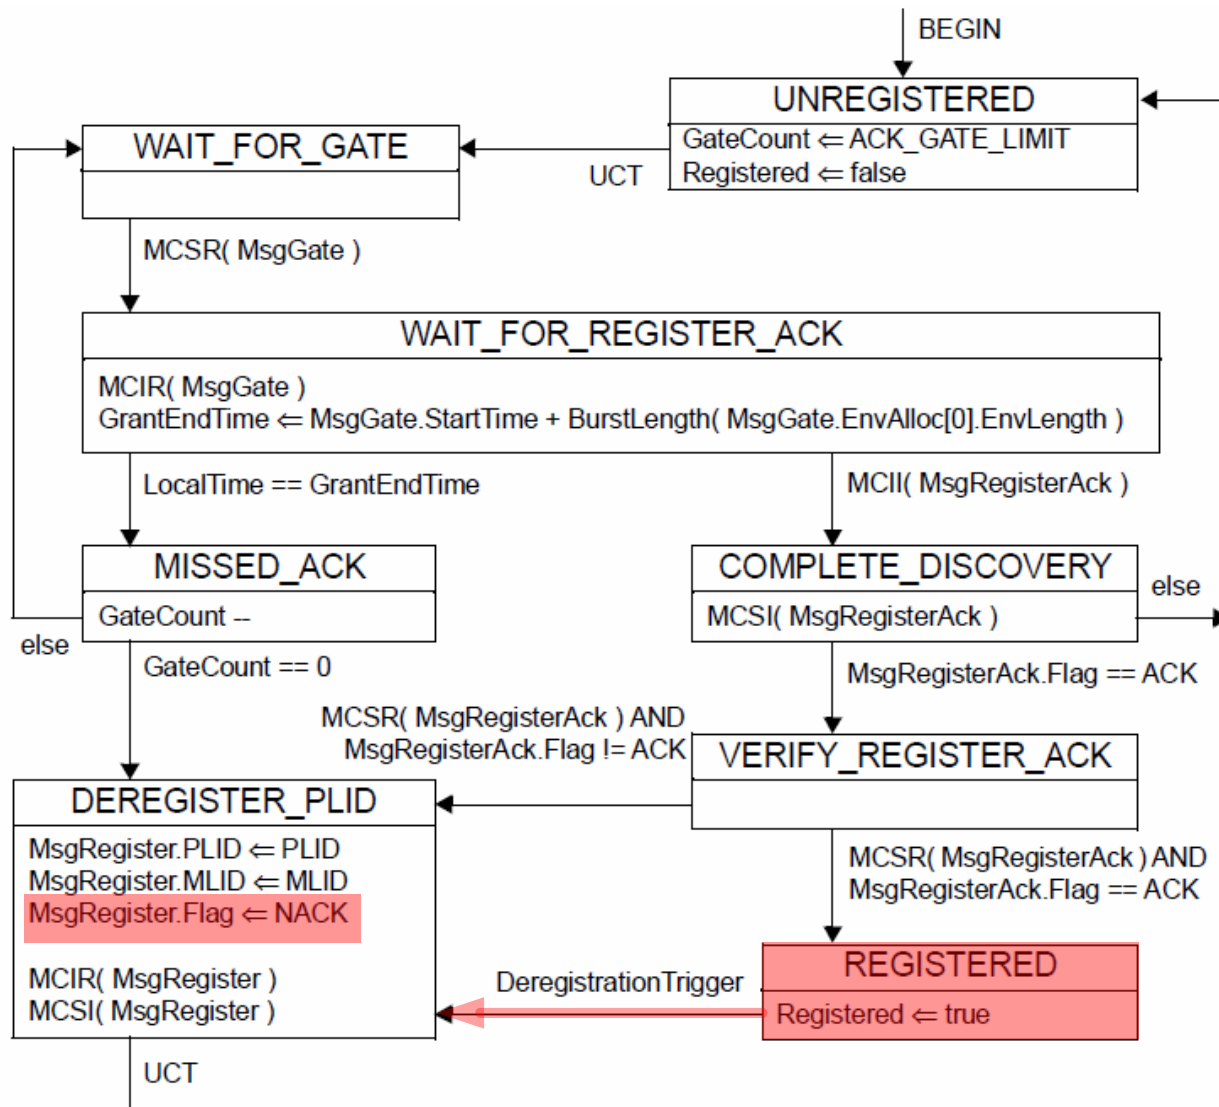 BEGIN
UNREGISTERED
GateCount ⇐ ACK_GATE_LIMIT
Registered ⇐ false
WAIT_FOR_GATE
UCT
MCSR( MsgGate )
WAIT_FOR_REGISTER_ACK
MCIR( MsgGate )
GrantEndTime ⇐ MsgGate.StartTime + BurstLength( MsgGate.EnvAlloc[0].EnvLength )
LocalTime == GrantEndTime
MCII( MsgRegisterAck )
MISSED_ACK
GateCount --
else
GateCount == 0
COMPLETE_DISCOVERY
MCSI( MsgRegisterAck )
else
MsgRegisterAck.Flag == ACK
MCSR( MsgRegisterAck ) AND
MsgRegisterAck.Flag != ACK
VERIFY_REGISTER_ACK
DEREGISTER_PLID
MsgRegister.PLID ⇐ PLID
MsgRegister.MLID ⇐ MLID
MsgRegister.Flag ⇐ NACK
MCIR( MsgRegister )
MCSI( MsgRegister )
MCSR( MsgRegisterAck ) AND
MsgRegisterAck.Flag == ACK
DeregistrationTrigger
REGISTERED
Registered ⇐ true
UCT